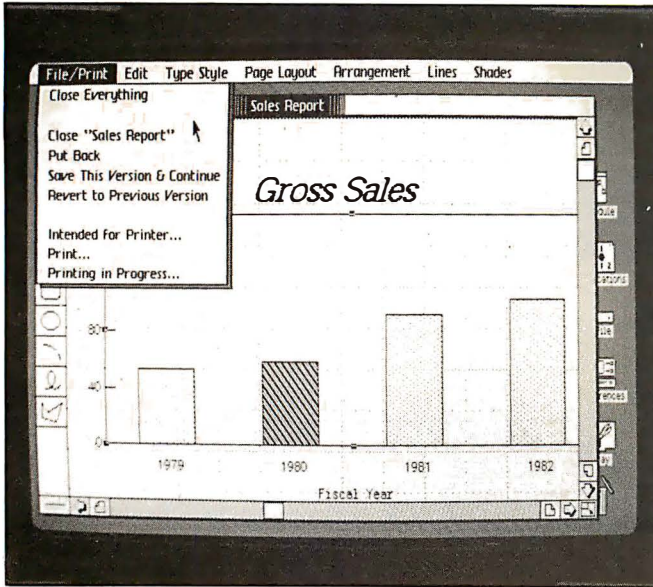 File/Print Edit Type Style Page Layout Arrangement Lines Shades
Close Everything
Sales Report
Close "Sales Report"
Put Back
Save This Version & Continue
Revert to Previous Version
Gross Sales
Intended for Printer...
Print...
Printing in Progress...
80
40
0
1979 1980 1981 1982
Fiscal Year